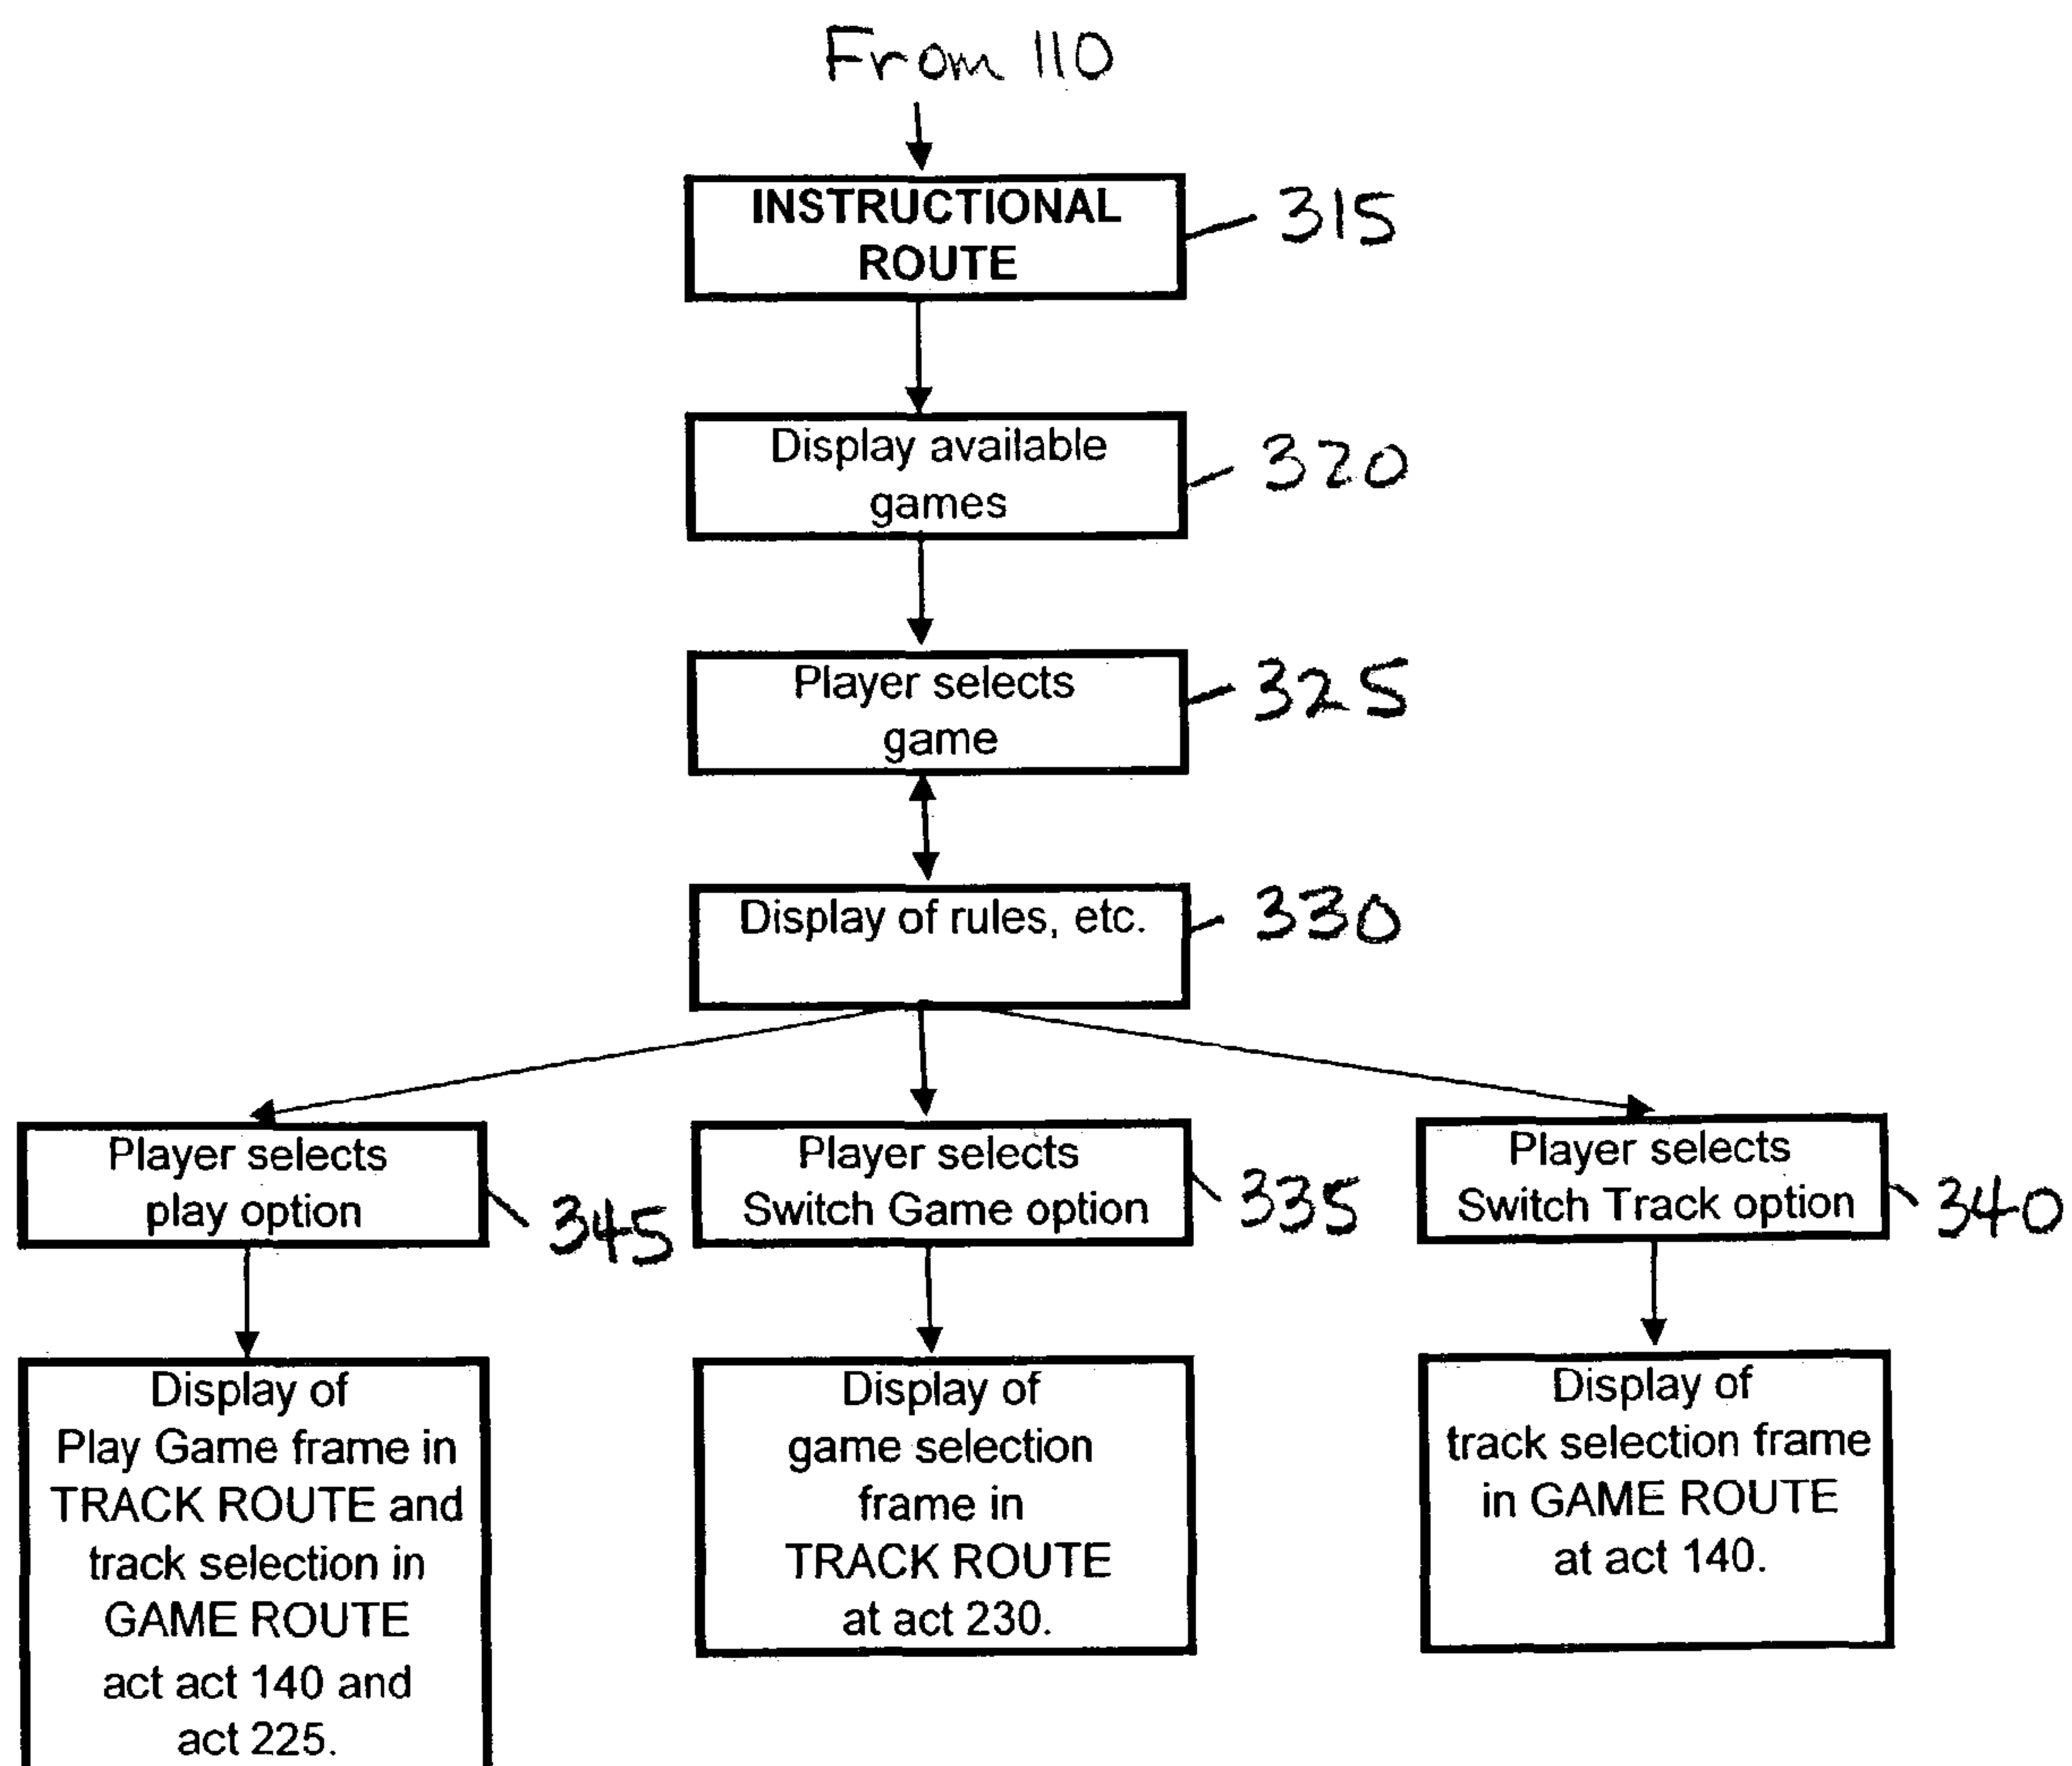 From 110
INSTRUCTIONAL
ROUTE
315
Display available
games
320
Player selects
game
325
Display of rules, etc.
330
Player selects
play option
345
Player selects
Switch Game option
335
Player selects
Switch Track option
340
Display of
Play Game frame in
TRACK ROUTE and
track selection in
GAME ROUTE
act act 140 and
act 225.
Display of
game selection
frame in
TRACK ROUTE
at act 230.
Display of
track selection frame
in GAME ROUTE
at act 140.